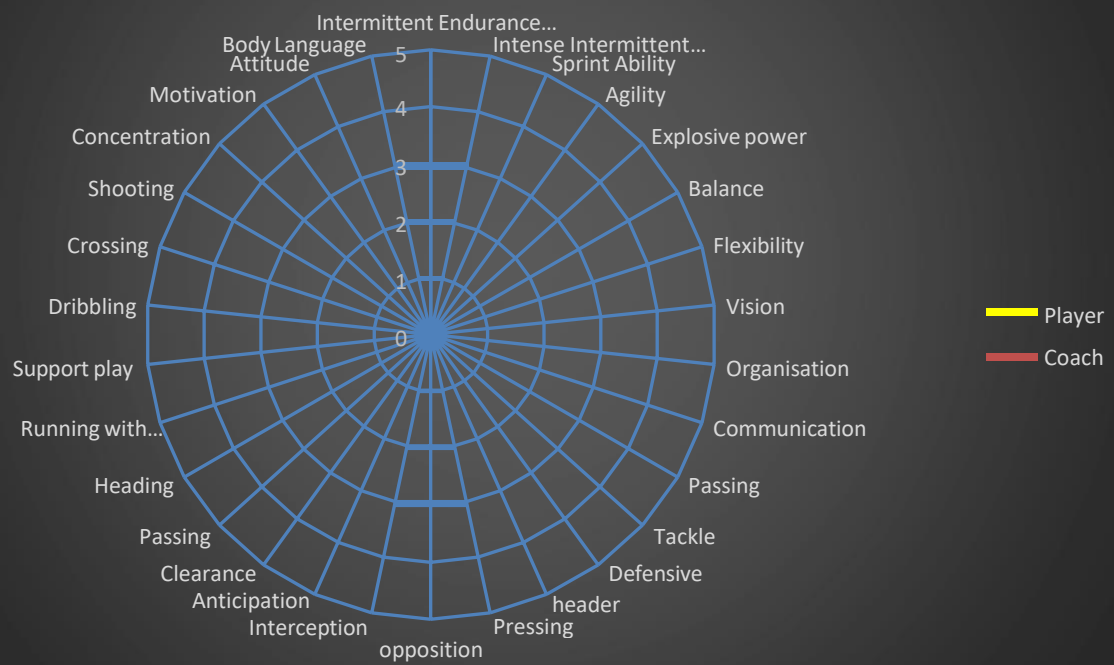 Intermittent Endurance...
Intense Intermittent...
Sprint Ability
Agility
Explosive power
Balance
Flexibility
Vision
Organisation
Communication
Passing
Tackle
Defensive
header
Pressing
opposition
Interception
Anticipation
Clearance
Passing
Heading
Running with...
Support play
Dribbling
Crossing
Shooting
Concentration
Motivation
Attitude
Body Language
5
4
3
2
1
0
Player
Coach